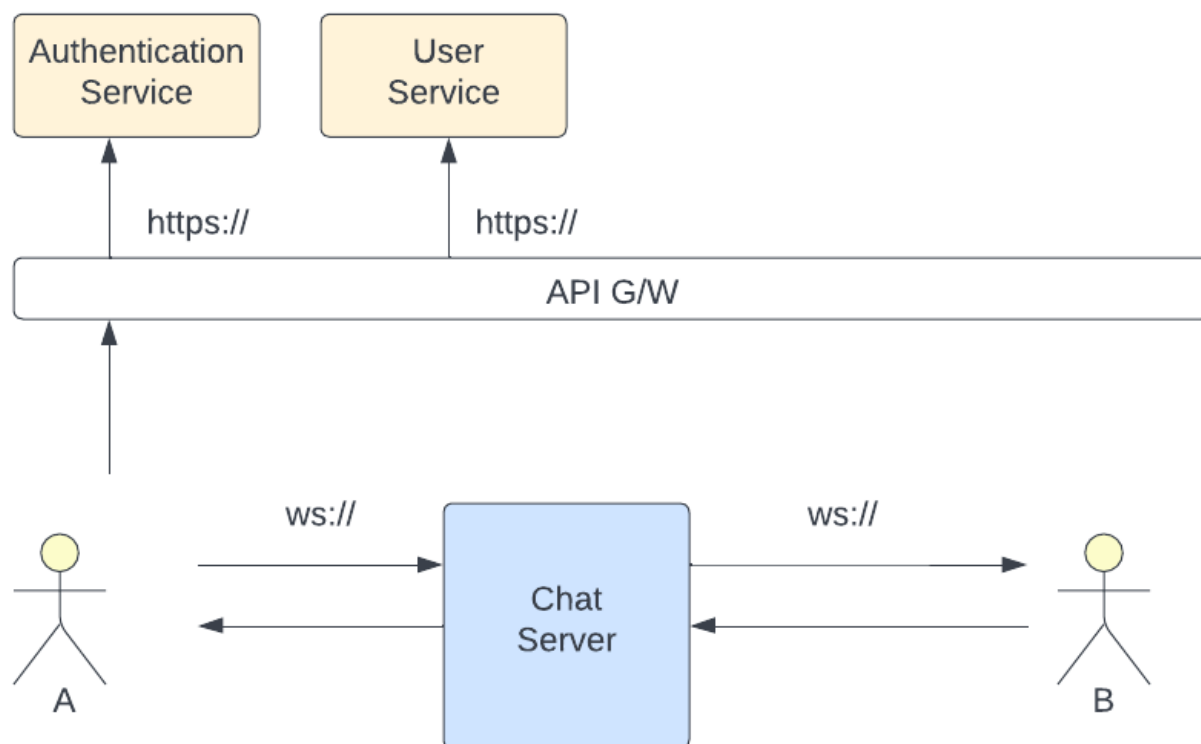 Authentication
Service
User
Service
https://
https://
API G/W
ws://
ws://
Chat
Server
A
B